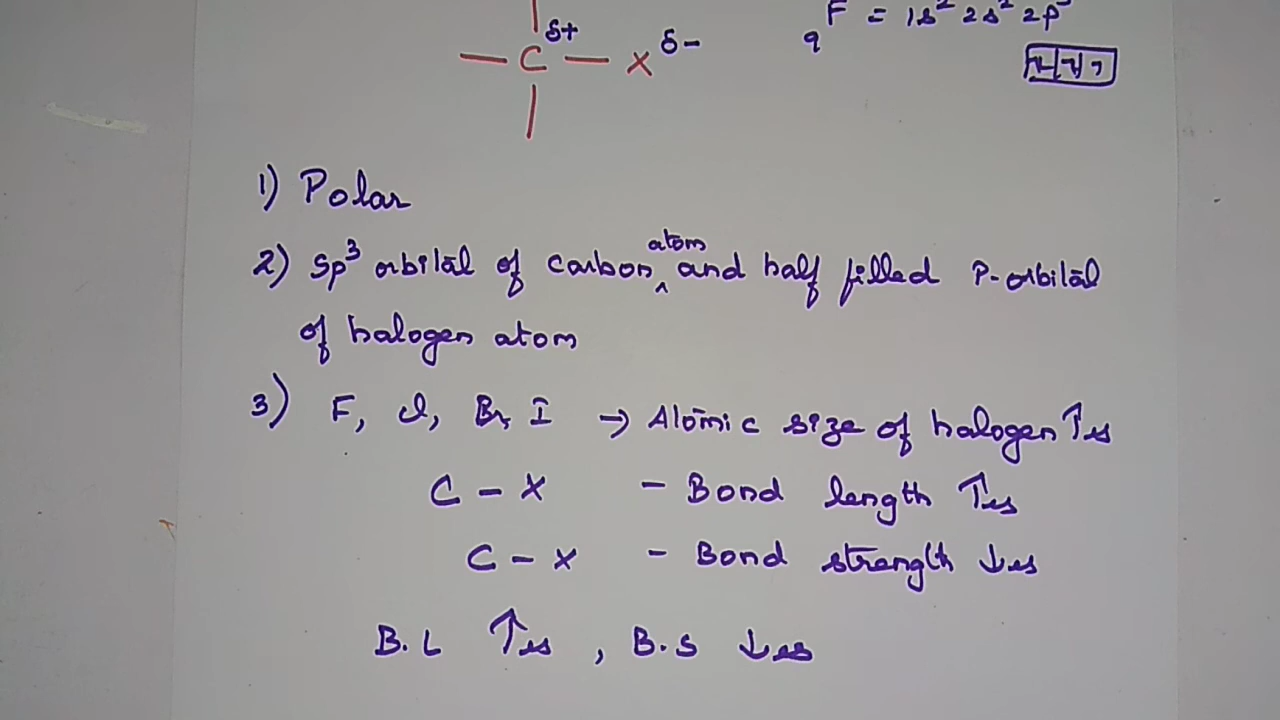 ₉F = 1s² 2s² 2p⁵
C δ+ — X δ−
1) Polar
2) Sp³ orbital of carbon atom and half filled P-orbital
of halogen atom
3) F, Cl, Br, I → Atomic size of halogen ↑es
C – X – Bond length ↑es
C – X – Bond strength ↓es
B.L ↑es , B.S ↓es